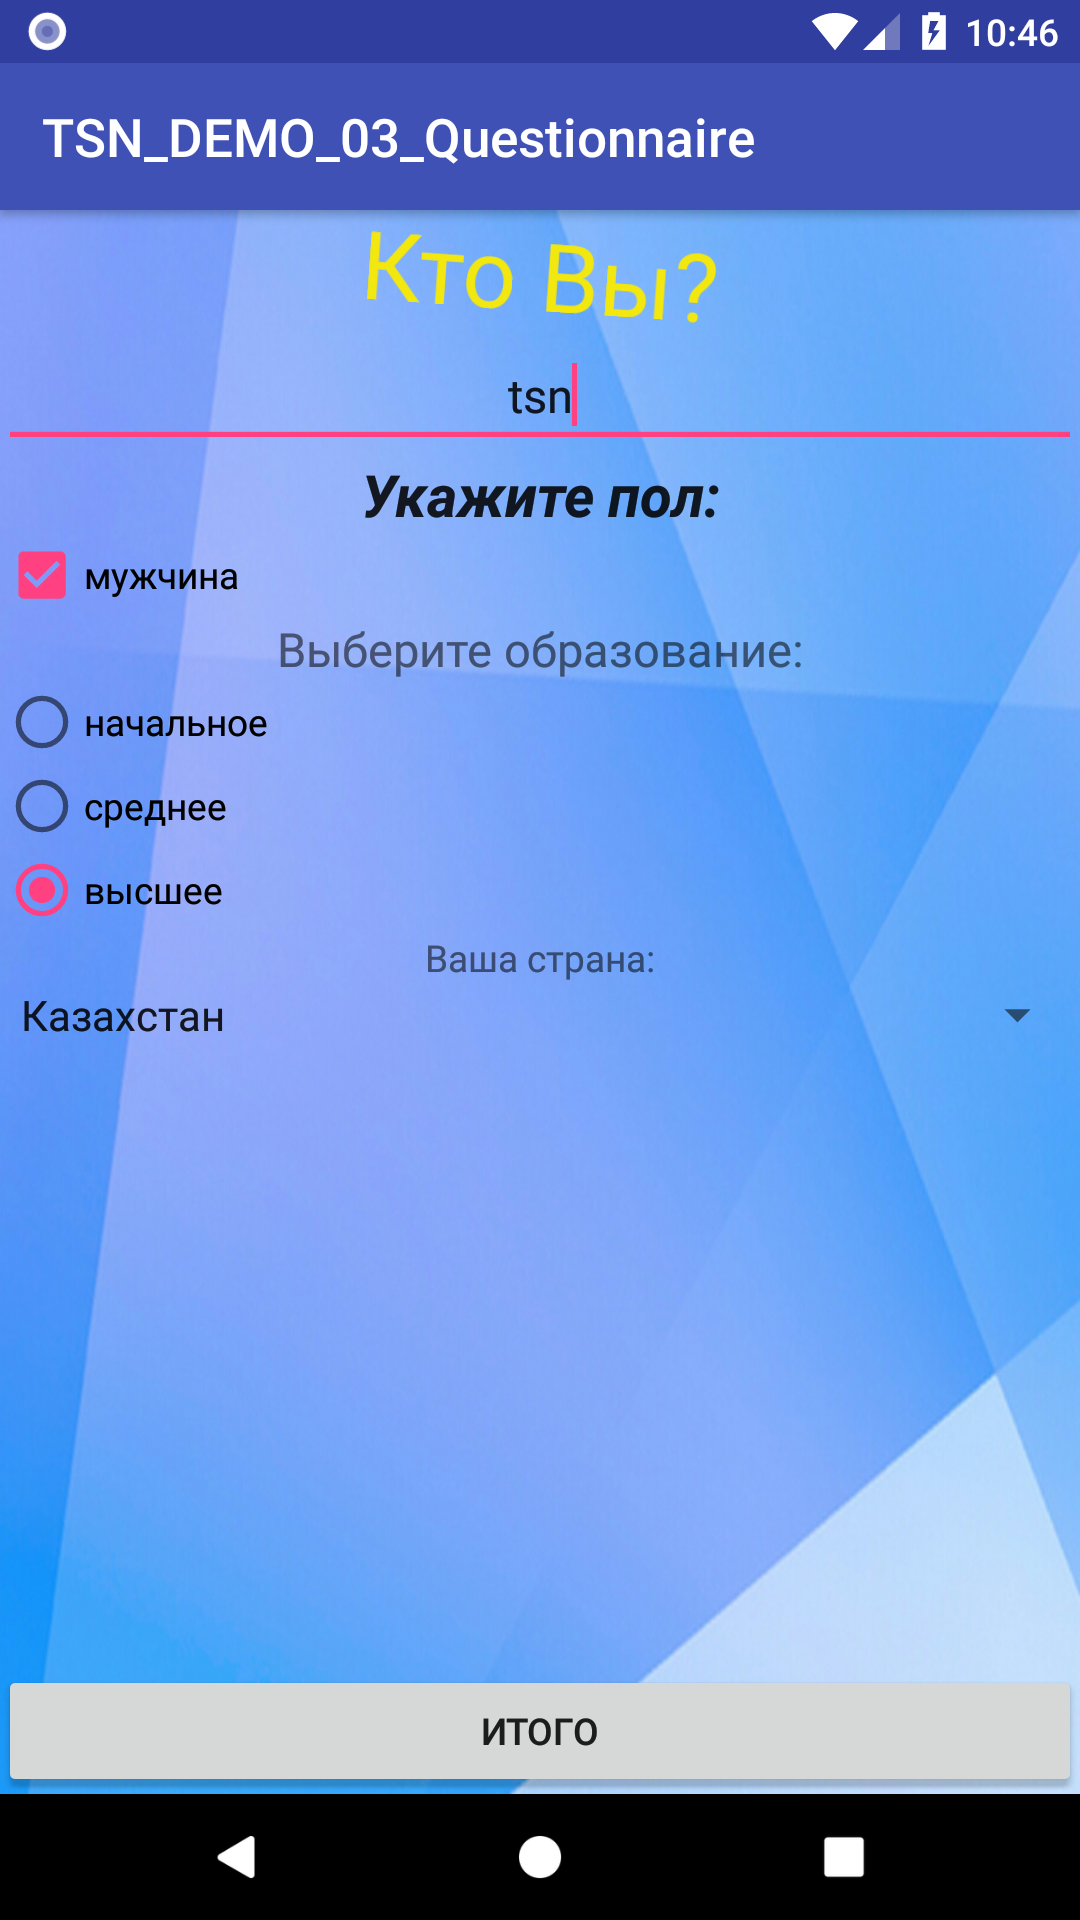 10:46
TSN_DEMO_03_Questionnaire
Кто Вы?
tsn
Укажите пол:
мужчина
Выберите образование:
начальное
среднее
высшее
Ваша страна:
Казахстан
итого